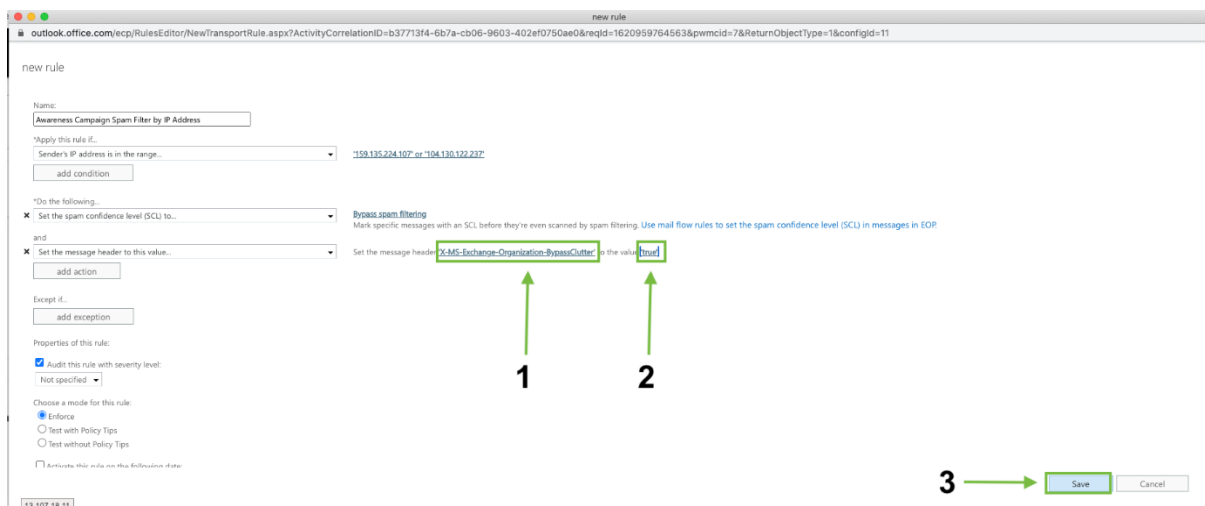 new rule
outlook.office.com/ecp/RulesEditor/NewTransportRule.aspx?ActivityCorrelationID=b37713f4-6b7a-cb06-9603-402ef0750ae0&reqId=1620959764563&pwmcid=7&ReturnObjectType=1&configId=11
new rule
Name:
Awareness Campaign Spam Filter by IP Address
*Apply this rule if...
Sender's IP address is in the range... '159.135.224.107' or '104.130.122.237'
add condition
*Do the following...
Set the spam confidence level (SCL) to... Bypass spam filtering
Mark specific messages with an SCL before they're even scanned by spam filtering. Use mail flow rules to set the spam confidence level (SCL) in messages in EOP.
and
Set the message header to this value... Set the message header 'X-MS-Exchange-Organization-BypassClutter' to the value 'true'
add action
Except if...
add exception
Properties of this rule:
Audit this rule with severity level:
Not specified
1 2
Choose a mode for this rule:
Enforce
Test with Policy Tips
Test without Policy Tips
Activate this rule on the following date:
3 Save Cancel
13.107.18.11